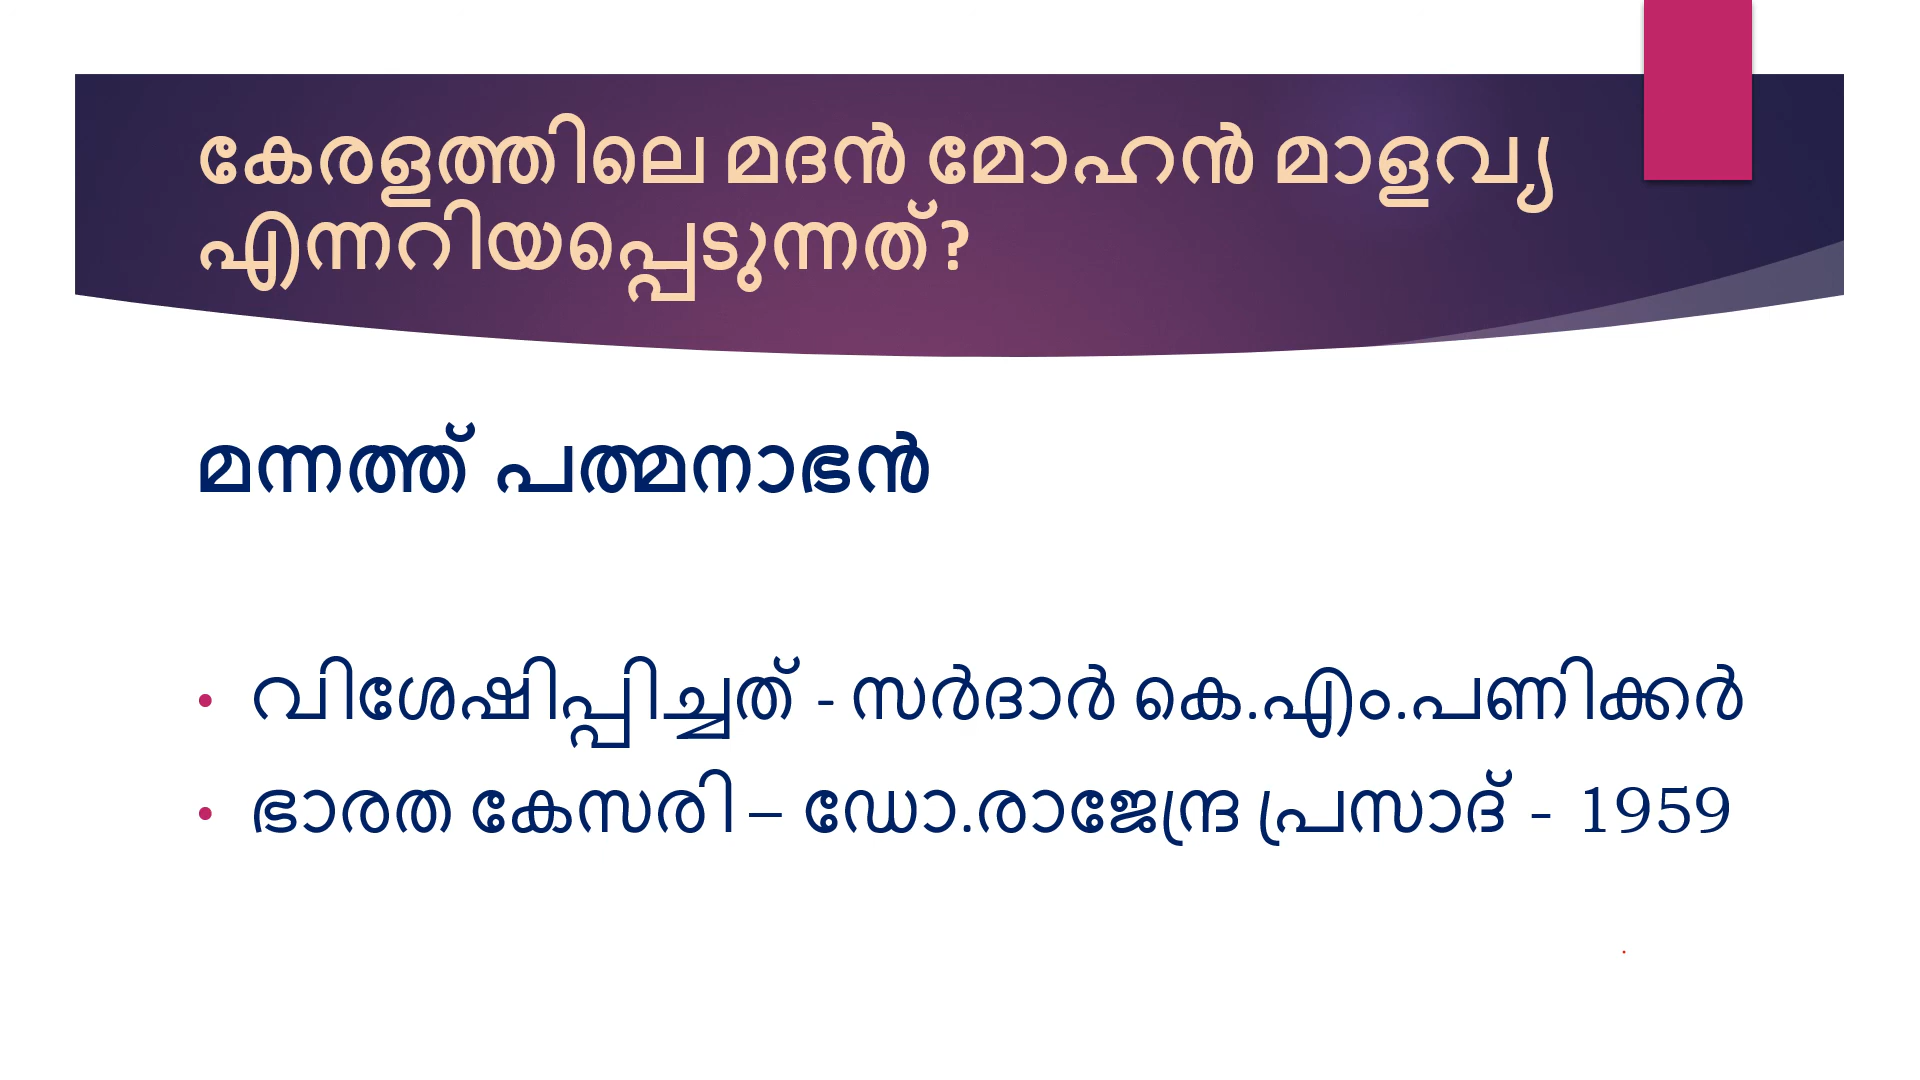 കേരളത്തിലെ മദൻ മോഹൻ മാളവ്യ
എന്നറിയപ്പെടുന്നത്?
മന്നത്ത് പത്മനാഭൻ
• വിശേഷിപ്പിച്ചത് - സർദാർ കെ.എം.പണിക്കർ
• ഭാരത കേസരി – ഡോ.രാജേന്ദ്ര പ്രസാദ് - 1959